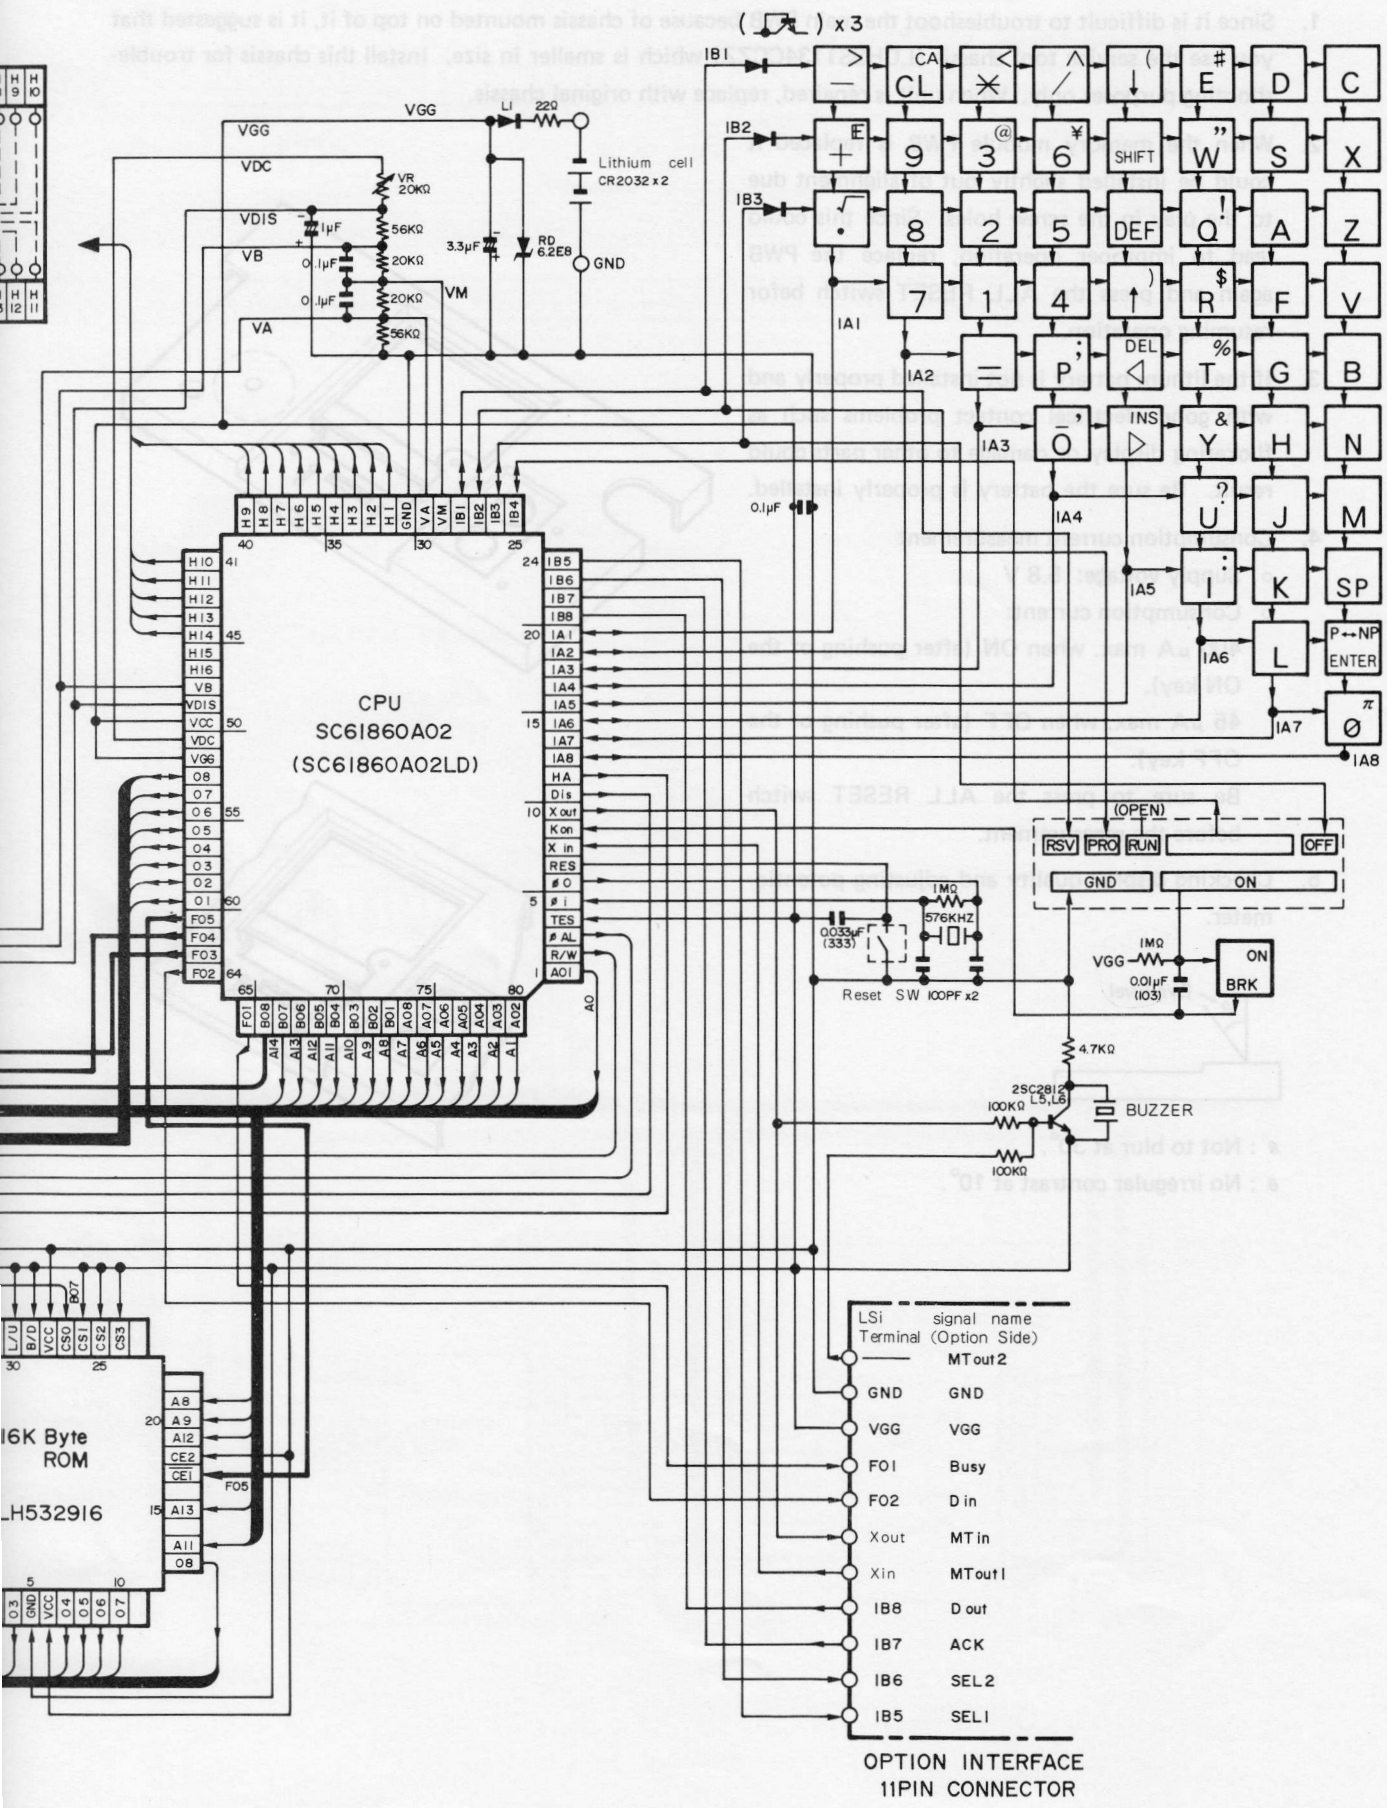 ( ) x3
IB1
IB2
IB3
−
CA
CL
<
*
^
/
(
|
#
E
D
C
E
+
9
@
3
¥
6
SHIFT
"
W
S
X
√
·
8
2
5
DEF
!
Q
A
Z
7
1
4
)
↑
$
R
F
V
=
;
P
DEL
◁
%
T
G
B
,
O
INS
▷
&
Y
H
N
?
U
J
M
:
I
K
SP
L
P↔NP
ENTER
π
Ø
IA1
IA2
IA3
IA4
IA5
IA6
IA7
IA8
H H H
9 10
H H H
12 11
VGG
VDC
VDIS
VB
VA
VM
VGG
L1
22Ω
Lithium cell
CR2032x2
VR
20KΩ
56KΩ
20KΩ
20KΩ
56KΩ
1μF
0.1μF
0.1μF
3.3μF
RD
6.2E8
GND
0.1μF
H9 H8 H7 H6 H5 H4 H3 H2 H1 GND VA VM IB1 IB2 IB3 IB4
40 35 30 25
H10 41
H11
H12
H13
H14 45
H15
H16
VB
VDIS
VCC 50
VDC
VGG
O8
O7
O6 55
O5
O4
O3
O2
O1 60
FO5
FO4
FO3
FO2 64
CPU
SC61860A02
(SC61860A02LD)
24 IB5
IB6
IB7
IB8
20 IA1
IA2
IA3
IA4
IA5
15 IA6
IA7
IA8
HA
Dis
10 Xout
Kon
X in
RES
ø0
5 øi
TES
øAL
R/W
1 AO1
65 70 75 80
FO1 BO8 BO7 BO6 BO5 BO4 BO3 BO2 BO1 AO8 AO7 AO6 AO5 AO4 AO3 AO2
A14 A13 A12 A11 A10 A9 A8 A7 A6 A5 A4 A3 A2 A1
AO
(OPEN)
RSV PRO RUN OFF
GND ON
1MΩ
576KHZ
0.033μF
(333)
Reset SW 100PFx2
VGG
1MΩ
0.01μF
(103)
ON
BRK
4.7KΩ
2SC2812
L5,L6
100KΩ
100KΩ
BUZZER
BO7
L/U B/D VCC CSO CS1 CS2 CS3
30 25
A8
20 A9
A12
CE2
CE1
FO5
15 A13
A11
O8
16K Byte
ROM
LH532916
5 10
O3 GND VCC O4 O5 O6 O7
LSi signal name
Terminal (Option Side)
—— MTout2
GND GND
VGG VGG
FO1 Busy
FO2 Din
Xout MTin
Xin MTout1
IB8 Dout
IB7 ACK
IB6 SEL2
IB5 SEL1
OPTION INTERFACE
11PIN CONNECTOR